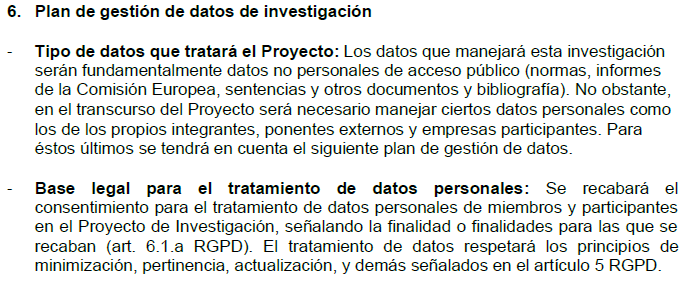 6. Plan de gestión de datos de investigación
- Tipo de datos que tratará el Proyecto: Los datos que manejará esta investigación
serán fundamentalmente datos no personales de acceso público (normas, informes
de la Comisión Europea, sentencias y otros documentos y bibliografía). No obstante,
en el transcurso del Proyecto será necesario manejar ciertos datos personales como
los de los propios integrantes, ponentes externos y empresas participantes. Para
éstos últimos se tendrá en cuenta el siguiente plan de gestión de datos.
- Base legal para el tratamiento de datos personales: Se recabará el
consentimiento para el tratamiento de datos personales de miembros y participantes
en el Proyecto de Investigación, señalando la finalidad o finalidades para las que se
recaban (art. 6.1.a RGPD). El tratamiento de datos respetará los principios de
minimización, pertinencia, actualización, y demás señalados en el artículo 5 RGPD.